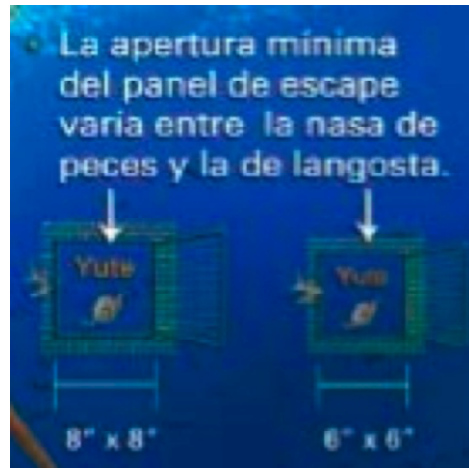 La apertura mínima
del panel de escape
varía entre la nasa de
peces y la de langosta.
Yute Yute
8" x 8" 6" x 6"